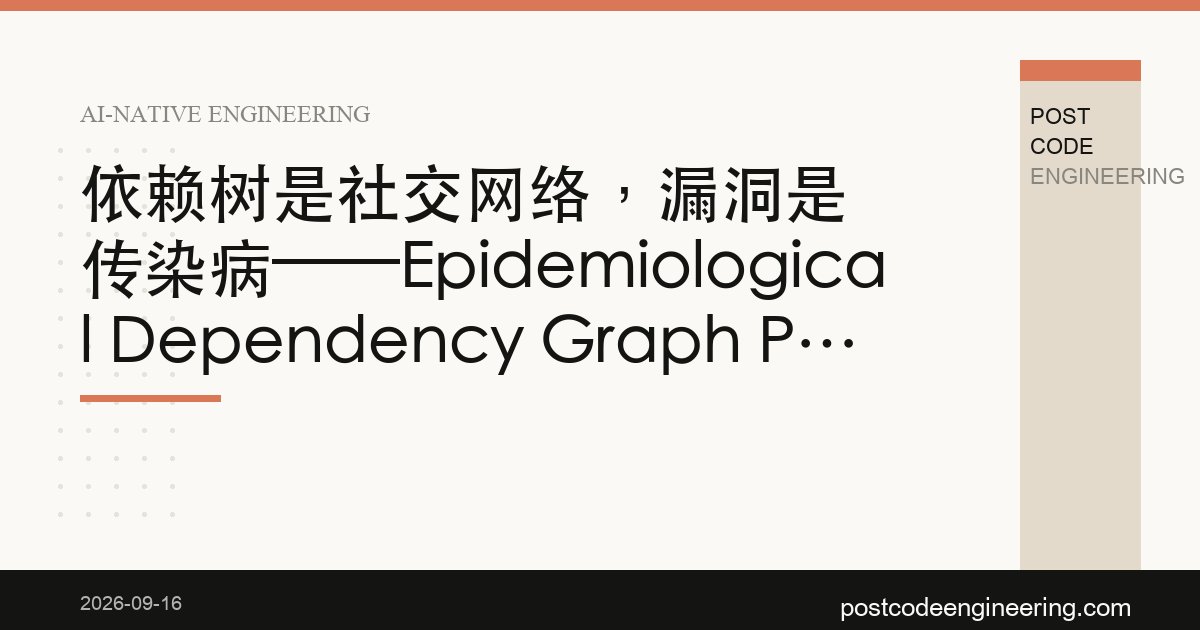 AI-NATIVE ENGINEERING
依赖树是社交网络，漏洞是
传染病——Epidemiologica
l Dependency Graph P…
POST
CODE
ENGINEERING
2026-09-16
postcodeengineering.com